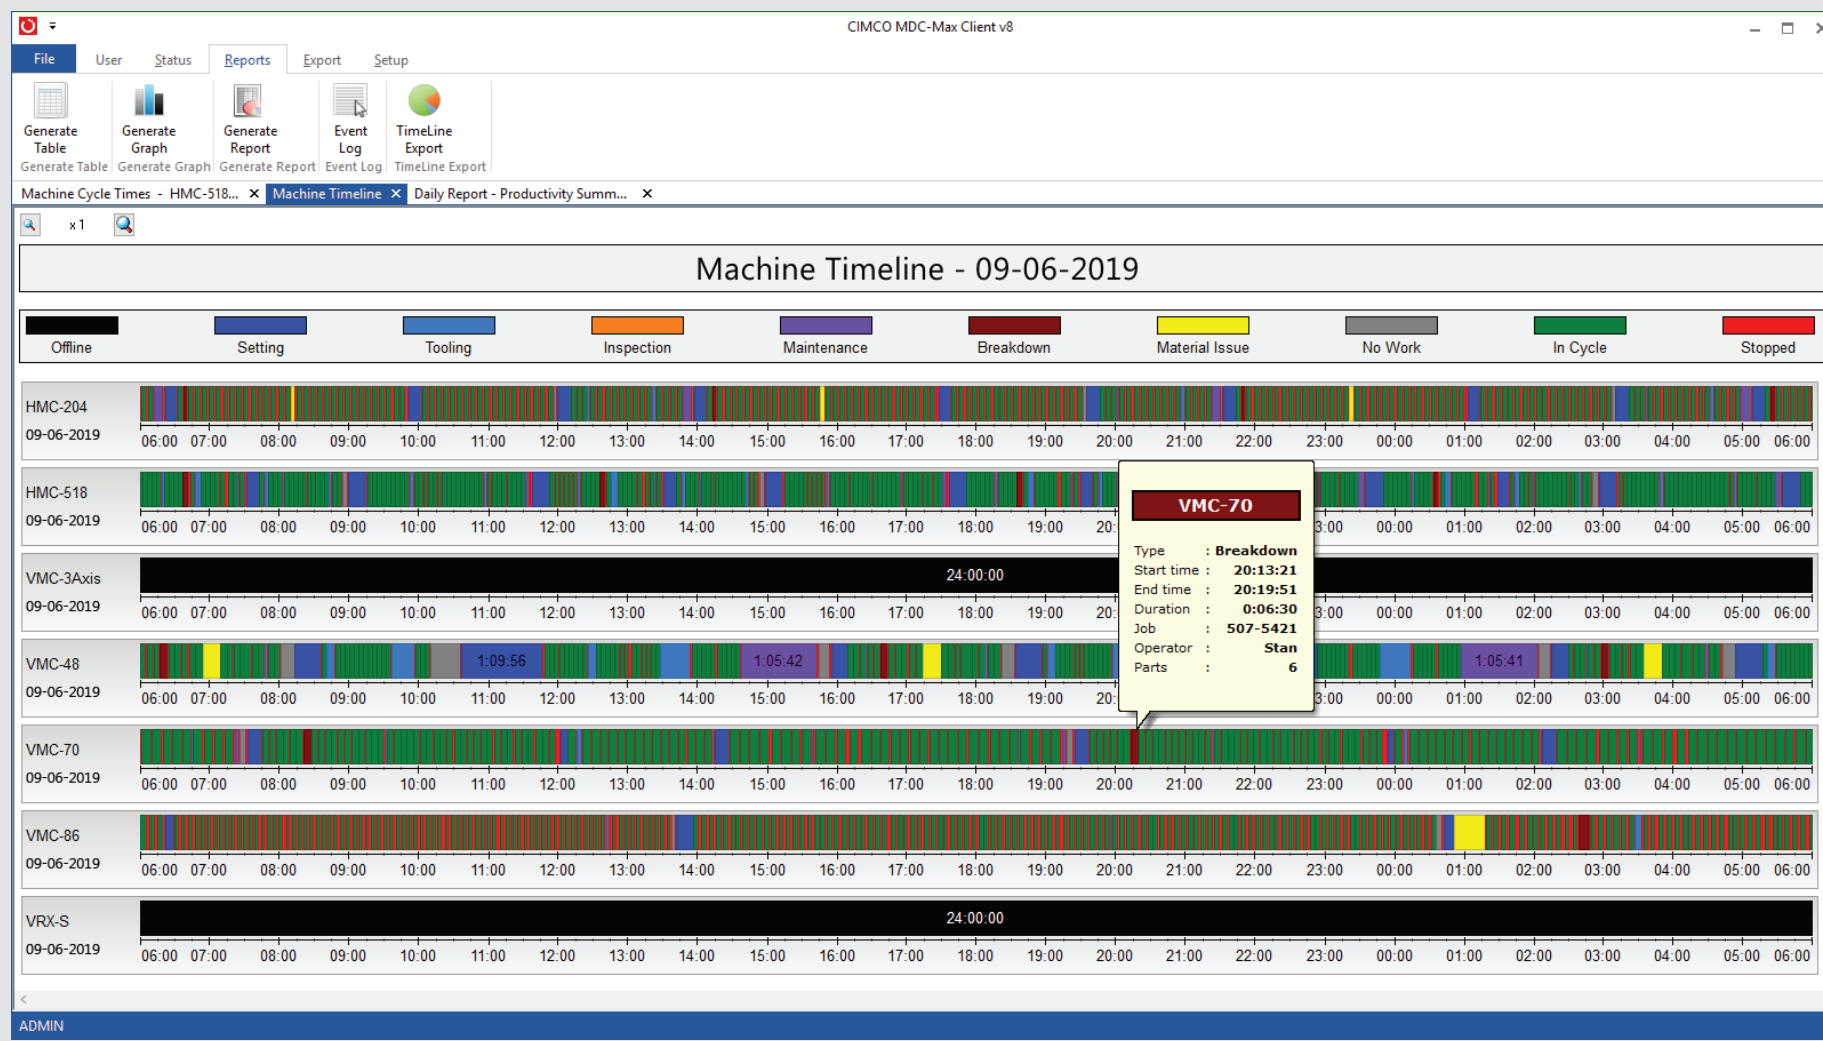 CIMCO MDC-Max Client v8
File User Status Reports Export Setup
Generate Table Generate Graph Generate Report Event Log TimeLine Export
Generate Table Generate Graph Generate Report Event Log TimeLine Export
Machine Cycle Times - HMC-518... × Machine Timeline × Daily Report - Productivity Summ... ×
x1
Machine Timeline - 09-06-2019
Offline Setting Tooling Inspection Maintenance Breakdown Material Issue No Work In Cycle Stopped
HMC-204
09-06-2019
06:00 07:00 08:00 09:00 10:00 11:00 12:00 13:00 14:00 15:00 16:00 17:00 18:00 19:00 20:00 21:00 22:00 23:00 00:00 01:00 02:00 03:00 04:00 05:00 06:00
HMC-518
09-06-2019
06:00 07:00 08:00 09:00 10:00 11:00 12:00 13:00 14:00 15:00 16:00 17:00 18:00 19:00 20: 3:00 00:00 01:00 02:00 03:00 04:00 05:00 06:00
VMC-3Axis
24:00:00
09-06-2019
06:00 07:00 08:00 09:00 10:00 11:00 12:00 13:00 14:00 15:00 16:00 17:00 18:00 19:00 20: 3:00 00:00 01:00 02:00 03:00 04:00 05:00 06:00
VMC-48
1:09:56 1:05:42 1:05:41
09-06-2019
06:00 07:00 08:00 09:00 10:00 11:00 12:00 13:00 14:00 15:00 16:00 17:00 18:00 19:00 20: 3:00 00:00 01:00 02:00 03:00 04:00 05:00 06:00
VMC-70
Type : Breakdown
Start time : 20:13:21
End time : 20:19:51
Duration : 0:06:30
Job : 507-5421
Operator : Stan
Parts : 6
VMC-70
09-06-2019
06:00 07:00 08:00 09:00 10:00 11:00 12:00 13:00 14:00 15:00 16:00 17:00 18:00 19:00 20:00 21:00 22:00 23:00 00:00 01:00 02:00 03:00 04:00 05:00 06:00
VMC-86
09-06-2019
06:00 07:00 08:00 09:00 10:00 11:00 12:00 13:00 14:00 15:00 16:00 17:00 18:00 19:00 20:00 21:00 22:00 23:00 00:00 01:00 02:00 03:00 04:00 05:00 06:00
VRX-S
24:00:00
09-06-2019
06:00 07:00 08:00 09:00 10:00 11:00 12:00 13:00 14:00 15:00 16:00 17:00 18:00 19:00 20:00 21:00 22:00 23:00 00:00 01:00 02:00 03:00 04:00 05:00 06:00
ADMIN